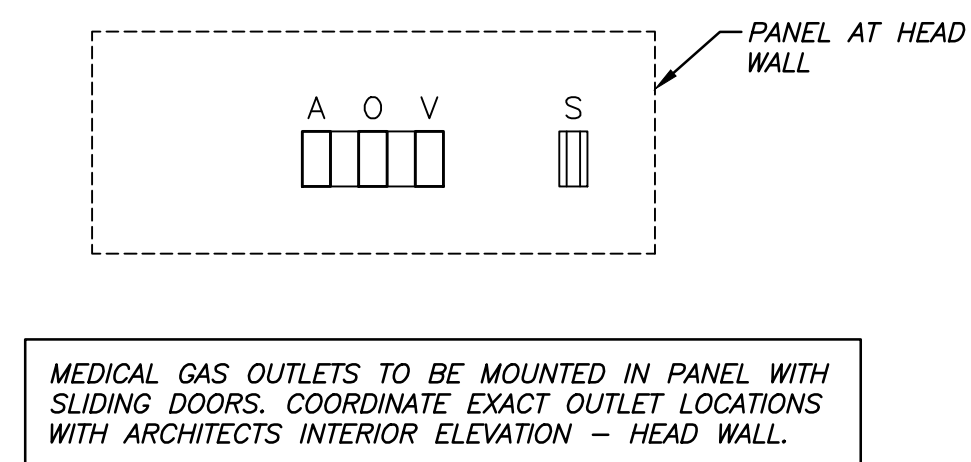 PANEL AT HEAD
WALL
A O V S
MEDICAL GAS OUTLETS TO BE MOUNTED IN PANEL WITH
SLIDING DOORS. COORDINATE EXACT OUTLET LOCATIONS
WITH ARCHITECTS INTERIOR ELEVATION – HEAD WALL.